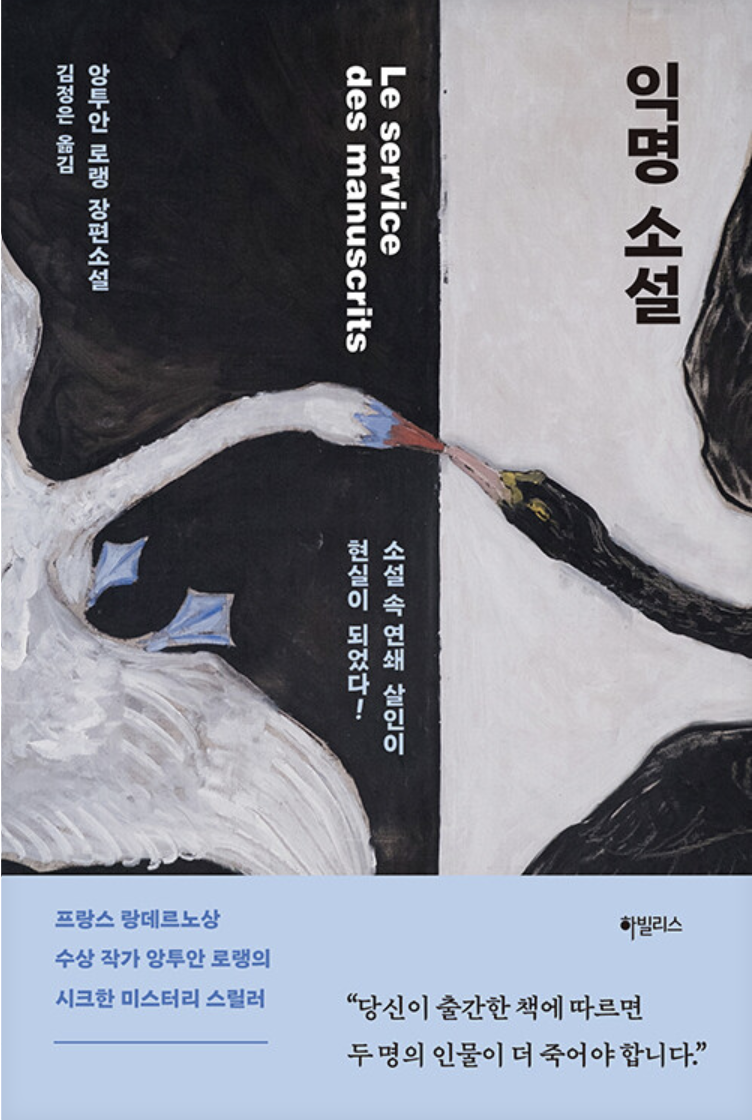 익명 소설
Le service
des manuscrits
앙투안 로랭 장편소설
김정은 옮김
소설 속 연쇄 살인이
현실이 되었다!
프랑스 랑데르노상
수상 작가 앙투안 로랭의
시크한 미스터리 스릴러
하빌리스
“당신이 출간한 책에 따르면
두 명의 인물이 더 죽어야 합니다.”